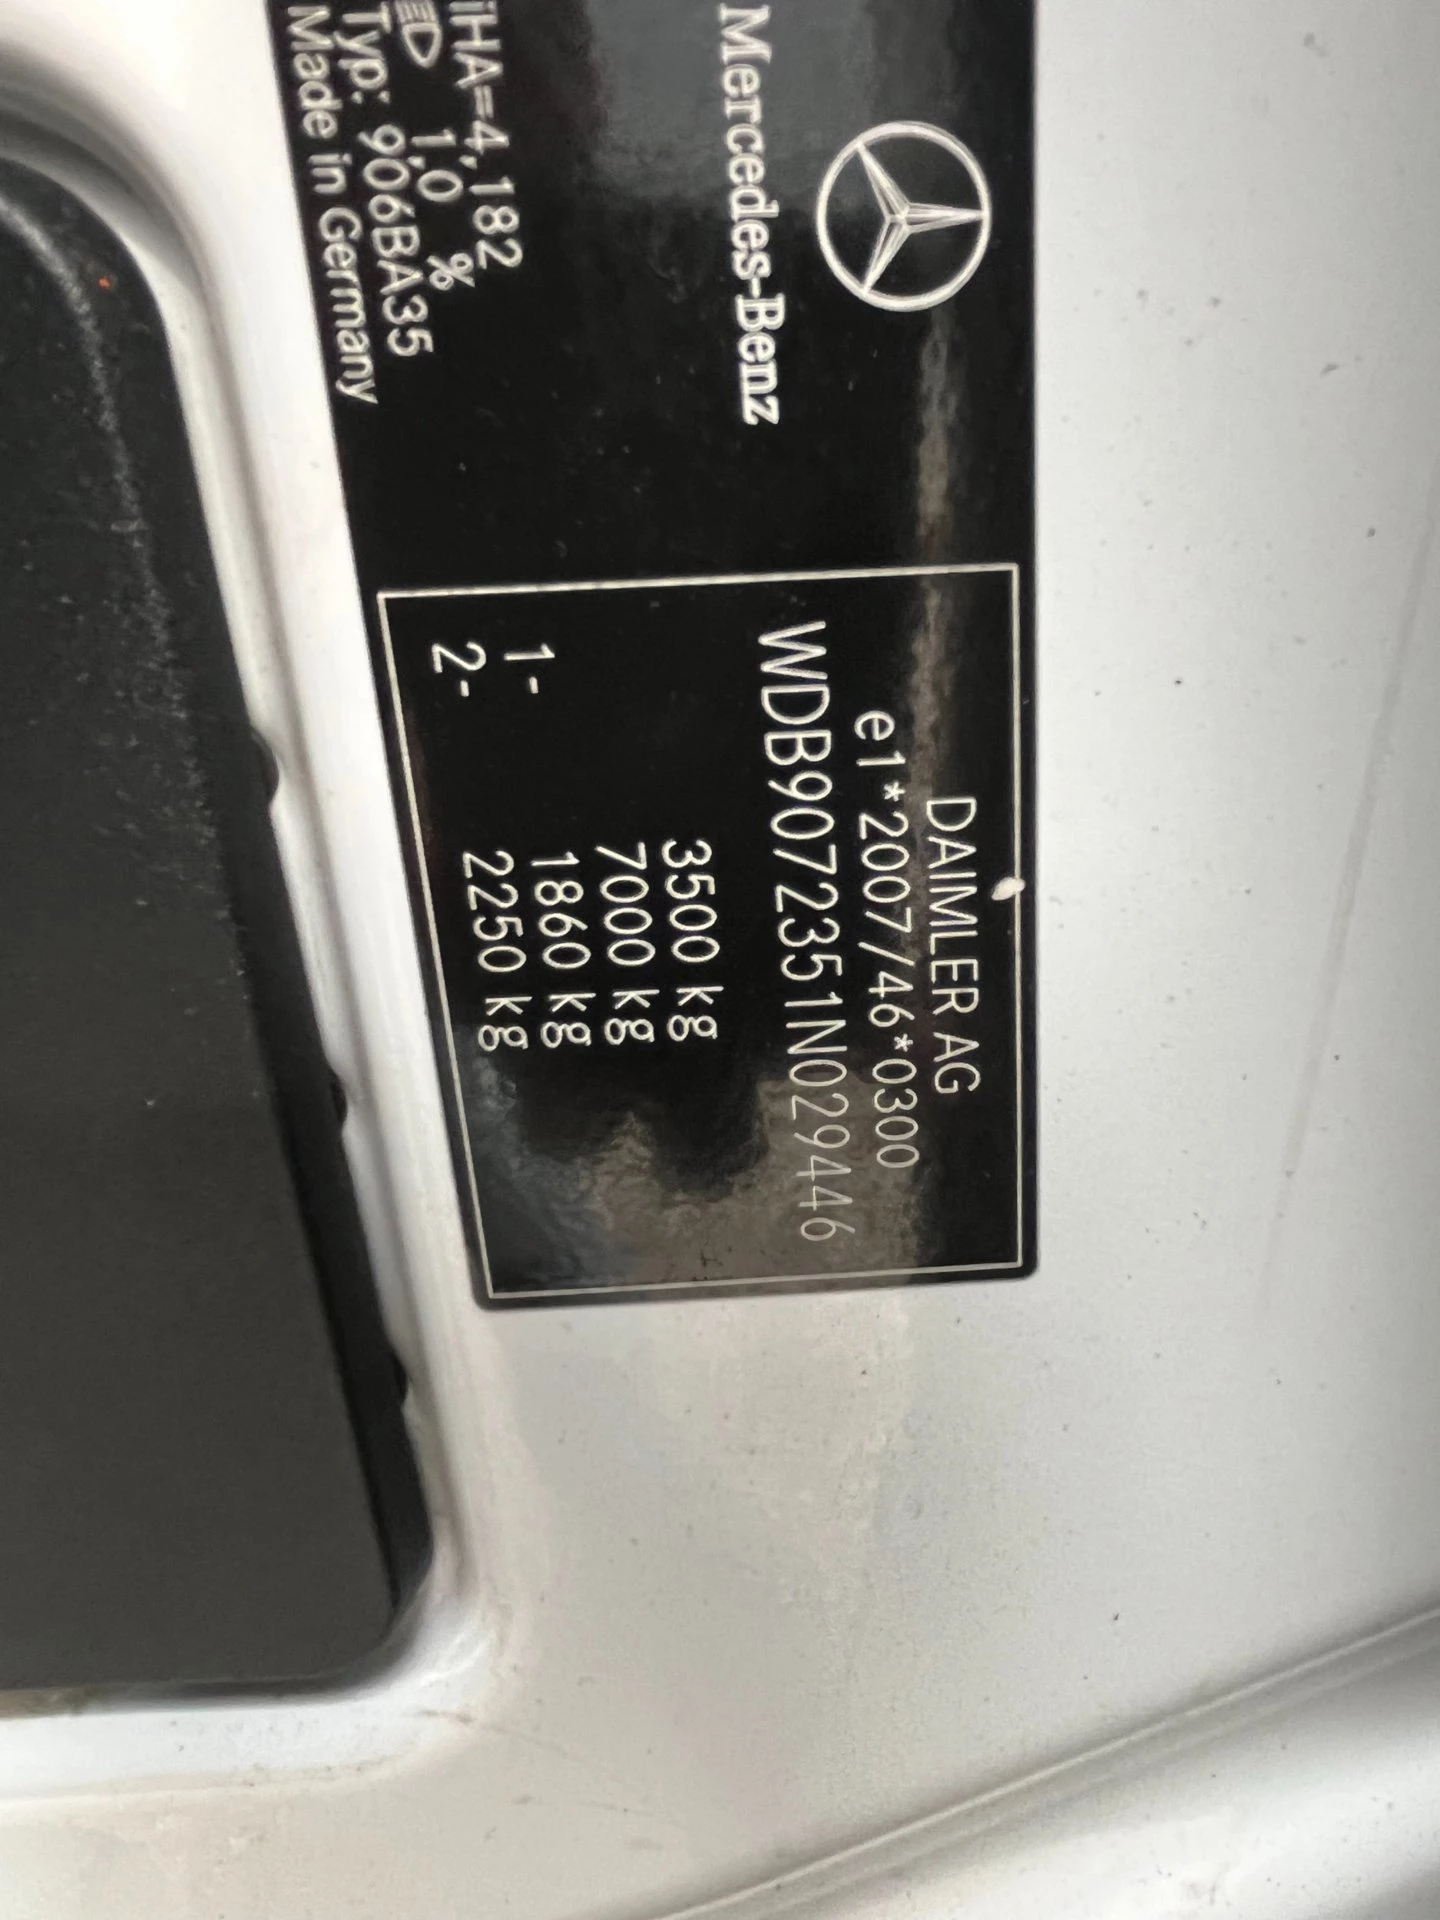 Mercedes-Benz
iHA=4,182
1,0 %
Typ: 906BA35
Made in Germany
DAIMLER AG
e1*2007/46*0300
WDB9072351N029446
3500 kg
7000 kg
1- 1860 kg
2- 2250 kg